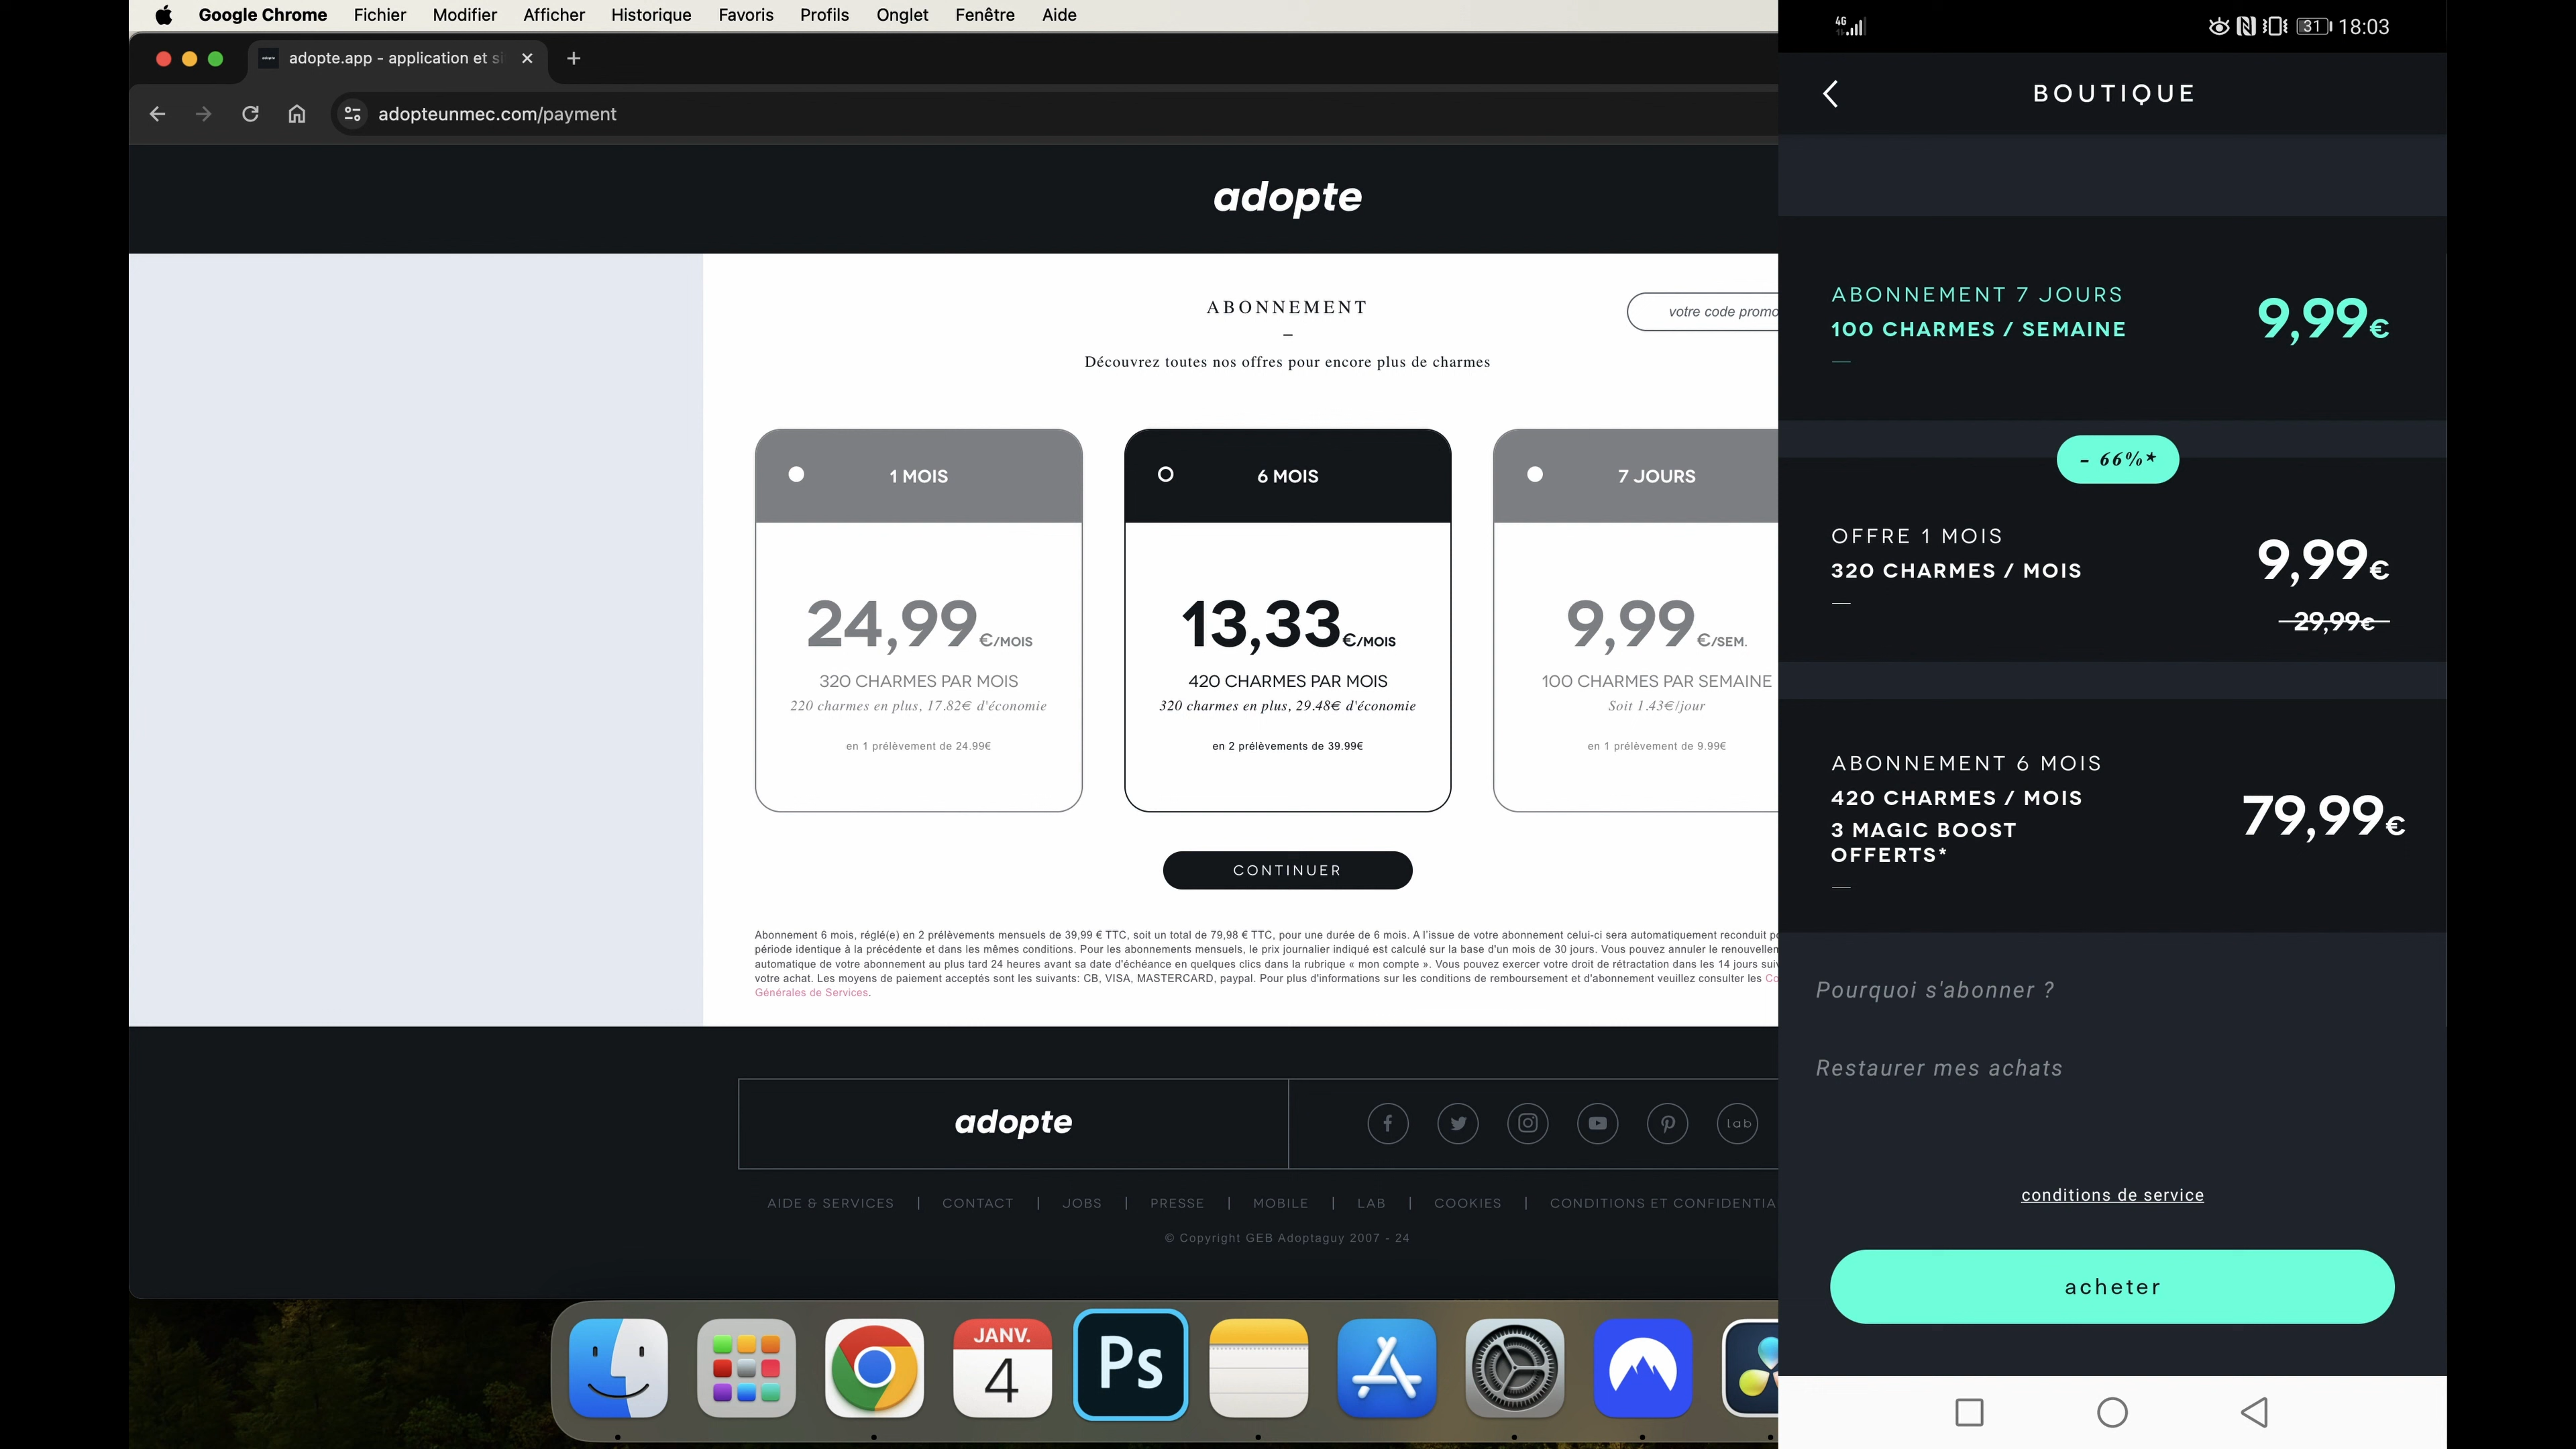 Google Chrome Fichier Modifier Afficher Historique Favoris Profils Onglet Fenêtre Aide
adopte.app - application et si
adopteunmec.com/payment
adopte
ABONNEMENT
votre code promo
Découvrez toutes nos offres pour encore plus de charmes
1 MOIS
24,99€/MOIS
320 CHARMES PAR MOIS
220 charmes en plus, 17.82€ d'économie
en 1 prélèvement de 24.99€
6 MOIS
13,33€/MOIS
420 CHARMES PAR MOIS
320 charmes en plus, 29.48€ d'économie
en 2 prélèvements de 39.99€
7 JOURS
9,99€/SEM.
100 CHARMES PAR SEMAINE
Soit 1.43€/jour
en 1 prélèvement de 9.99€
CONTINUER
Abonnement 6 mois, réglé(e) en 2 prélèvements mensuels de 39,99 € TTC, soit un total de 79,98 € TTC, pour une durée de 6 mois. A l'issue de votre abonnement celui-ci sera automatiquement reconduit po
période identique à la précédente et dans les mêmes conditions. Pour les abonnements mensuels, le prix journalier indiqué est calculé sur la base d'un mois de 30 jours. Vous pouvez annuler le renouvellem
automatique de votre abonnement au plus tard 24 heures avant sa date d'échéance en quelques clics dans la rubrique « mon compte ». Vous pouvez exercer votre droit de rétractation dans les 14 jours suiv
votre achat. Les moyens de paiement acceptés sont les suivants: CB, VISA, MASTERCARD, paypal. Pour plus d'informations sur les conditions de remboursement et d'abonnement veuillez consulter les Co
Générales de Services.
adopte
lab
AIDE & SERVICES | CONTACT | JOBS | PRESSE | MOBILE | LAB | COOKIES | CONDITIONS ET CONFIDENTIA
© Copyright GEB Adoptaguy 2007 - 24
JANV.
4
Ps
4G
31 18:03
BOUTIQUE
ABONNEMENT 7 JOURS
100 CHARMES / SEMAINE
9,99€
- 66%*
OFFRE 1 MOIS
320 CHARMES / MOIS
9,99€
29,99€
ABONNEMENT 6 MOIS
420 CHARMES / MOIS
3 MAGIC BOOST
OFFERTS*
79,99€
Pourquoi s'abonner ?
Restaurer mes achats
conditions de service
acheter